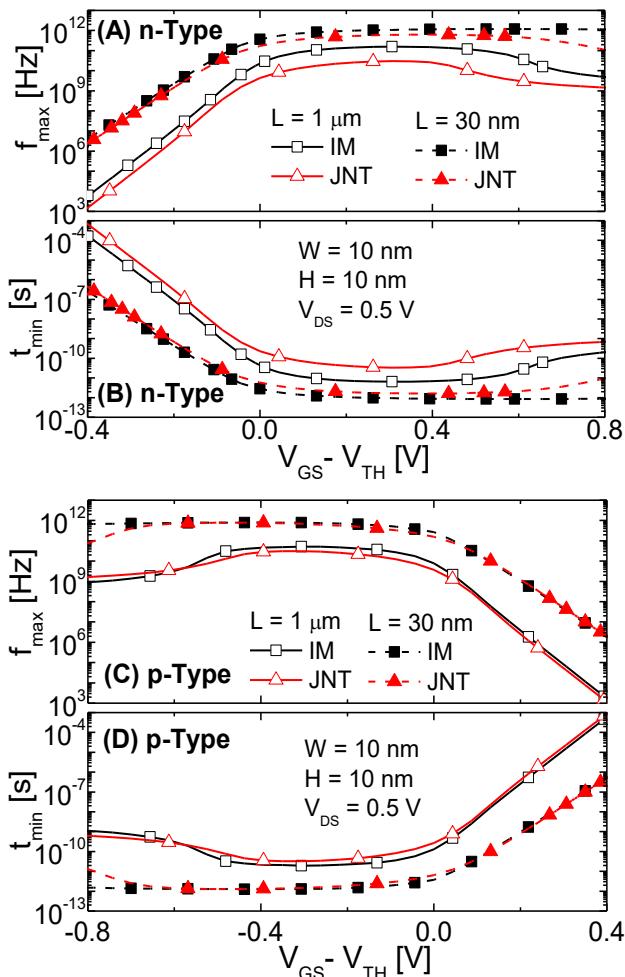 10^12
10^9
10^6
10^3
f_max [Hz]
(A) n-Type
L = 1 μm
L = 30 nm
IM
IM
JNT
JNT
10^-4
10^-7
10^-10
10^-13
t_min [s]
W = 10 nm
H = 10 nm
V_DS = 0.5 V
(B) n-Type
-0.4
0.0
0.4
0.8
V_GS - V_TH [V]
10^12
10^9
10^6
10^3
f_max [Hz]
L = 1 μm
L = 30 nm
IM
IM
(C) p-Type
JNT
JNT
10^-4
10^-7
10^-10
10^-13
t_min [s]
(D) p-Type
W = 10 nm
H = 10 nm
V_DS = 0.5 V
-0.8
-0.4
0.0
0.4
V_GS - V_TH [V]